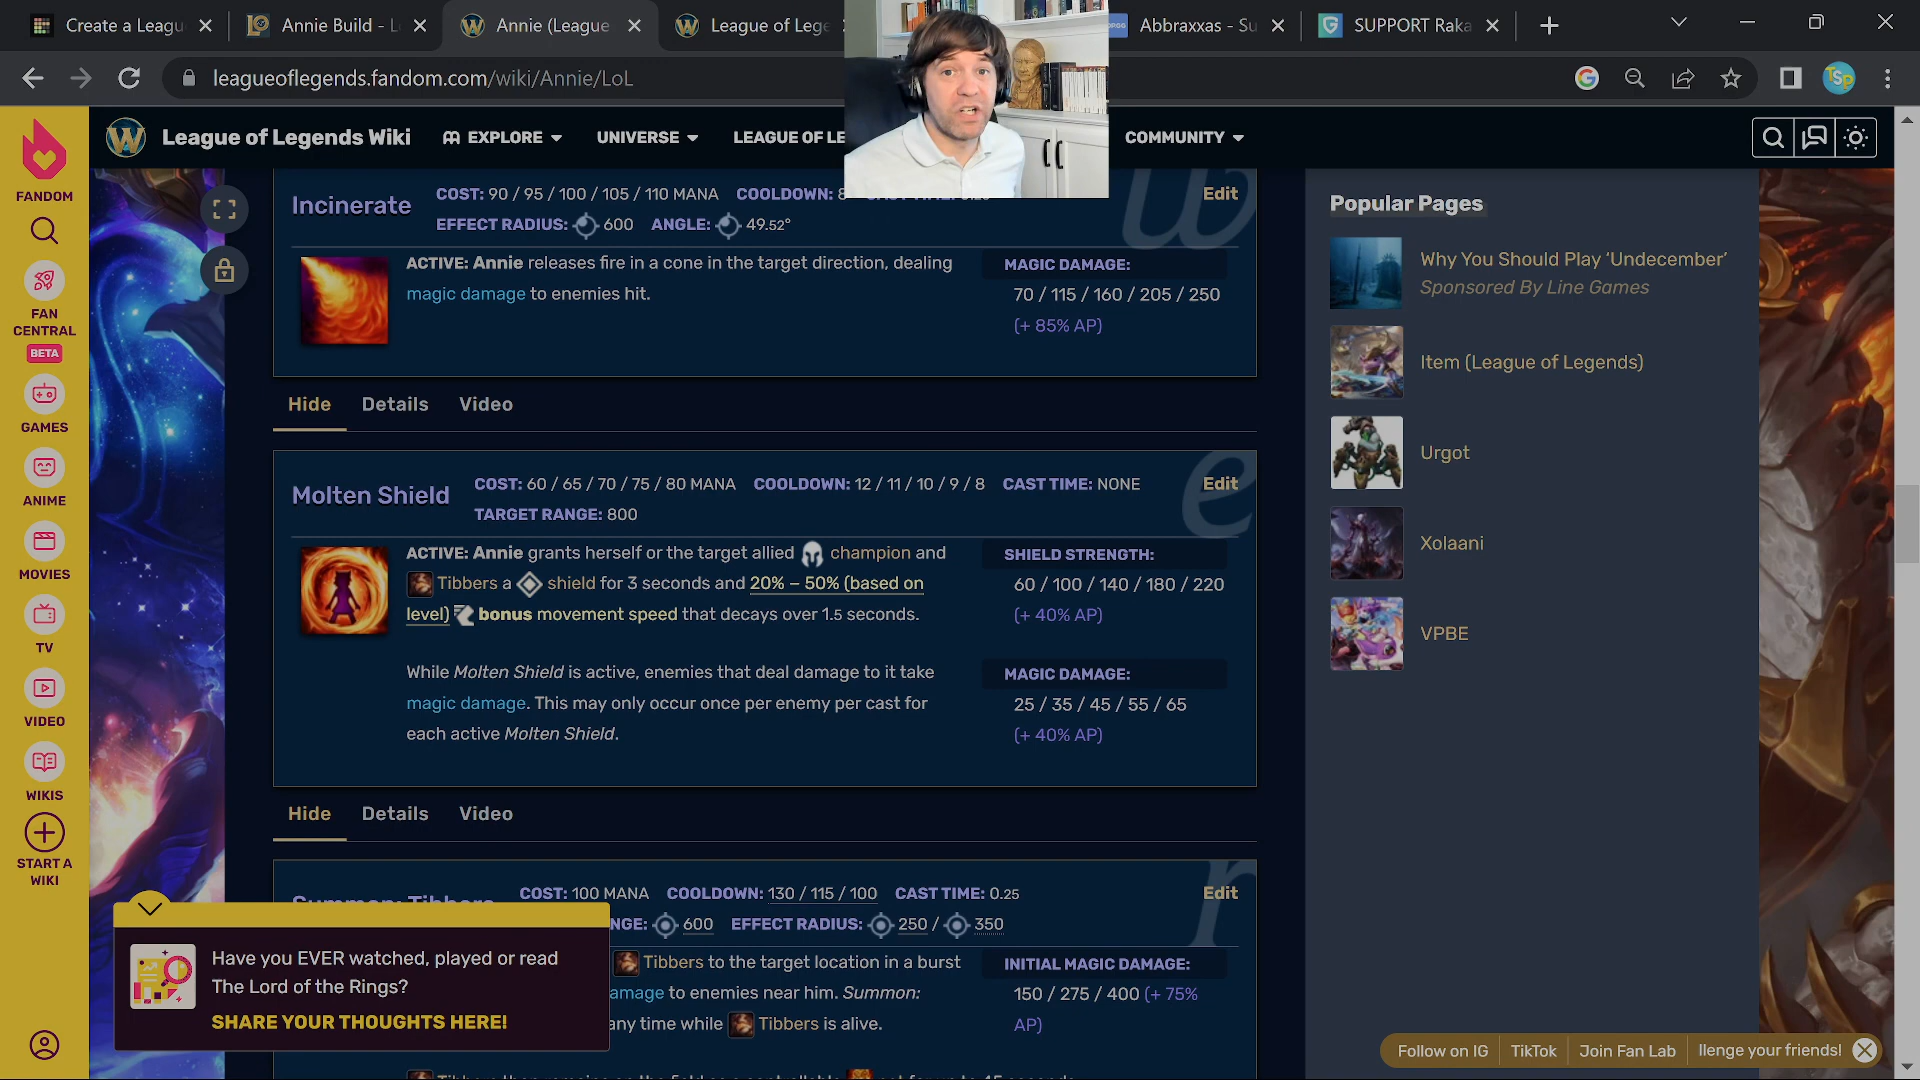 Create a Leagu
Annie Build - L
Annie (League
League of Lege
Abbraxxas - Su
SUPPORT Raka
leagueoflegends.fandom.com/wiki/Annie/LoL
TSP
FANDOM
FAN
CENTRAL
BETA
GAMES
ANIME
MOVIES
TV
VIDEO
WIKIS
START A
WIKI
League of Legends Wiki
EXPLORE
UNIVERSE
LEAGUE OF LE
COMMUNITY
Incinerate
COST: 90 / 95 / 100 / 105 / 110 MANA COOLDOWN: 8
Edit
EFFECT RADIUS: 600 ANGLE: 49.52°
w
ACTIVE: Annie releases fire in a cone in the target direction, dealing
magic damage to enemies hit.
MAGIC DAMAGE:
70 / 115 / 160 / 205 / 250
(+ 85% AP)
Hide Details Video
Molten Shield
COST: 60 / 65 / 70 / 75 / 80 MANA COOLDOWN: 12 / 11 / 10 / 9 / 8 CAST TIME: NONE
Edit
TARGET RANGE: 800
e
ACTIVE: Annie grants herself or the target allied champion and
Tibbers a shield for 3 seconds and 20% – 50% (based on
level) bonus movement speed that decays over 1.5 seconds.
While Molten Shield is active, enemies that deal damage to it take
magic damage. This may only occur once per enemy per cast for
each active Molten Shield.
SHIELD STRENGTH:
60 / 100 / 140 / 180 / 220
(+ 40% AP)
MAGIC DAMAGE:
25 / 35 / 45 / 55 / 65
(+ 40% AP)
Hide Details Video
Summon: Tibbers
COST: 100 MANA COOLDOWN: 130 / 115 / 100 CAST TIME: 0.25
Edit
NGE: 600 EFFECT RADIUS: 250 / 350
r
Tibbers to the target location in a burst
amage to enemies near him. Summon:
any time while Tibbers is alive.
INITIAL MAGIC DAMAGE:
150 / 275 / 400 (+ 75%
AP)
Have you EVER watched, played or read
The Lord of the Rings?
SHARE YOUR THOUGHTS HERE!
Popular Pages
Why You Should Play ‘Undecember’
Sponsored By Line Games
Item (League of Legends)
Urgot
Xolaani
VPBE
Follow on IG
TikTok
Join Fan Lab
llenge your friends!